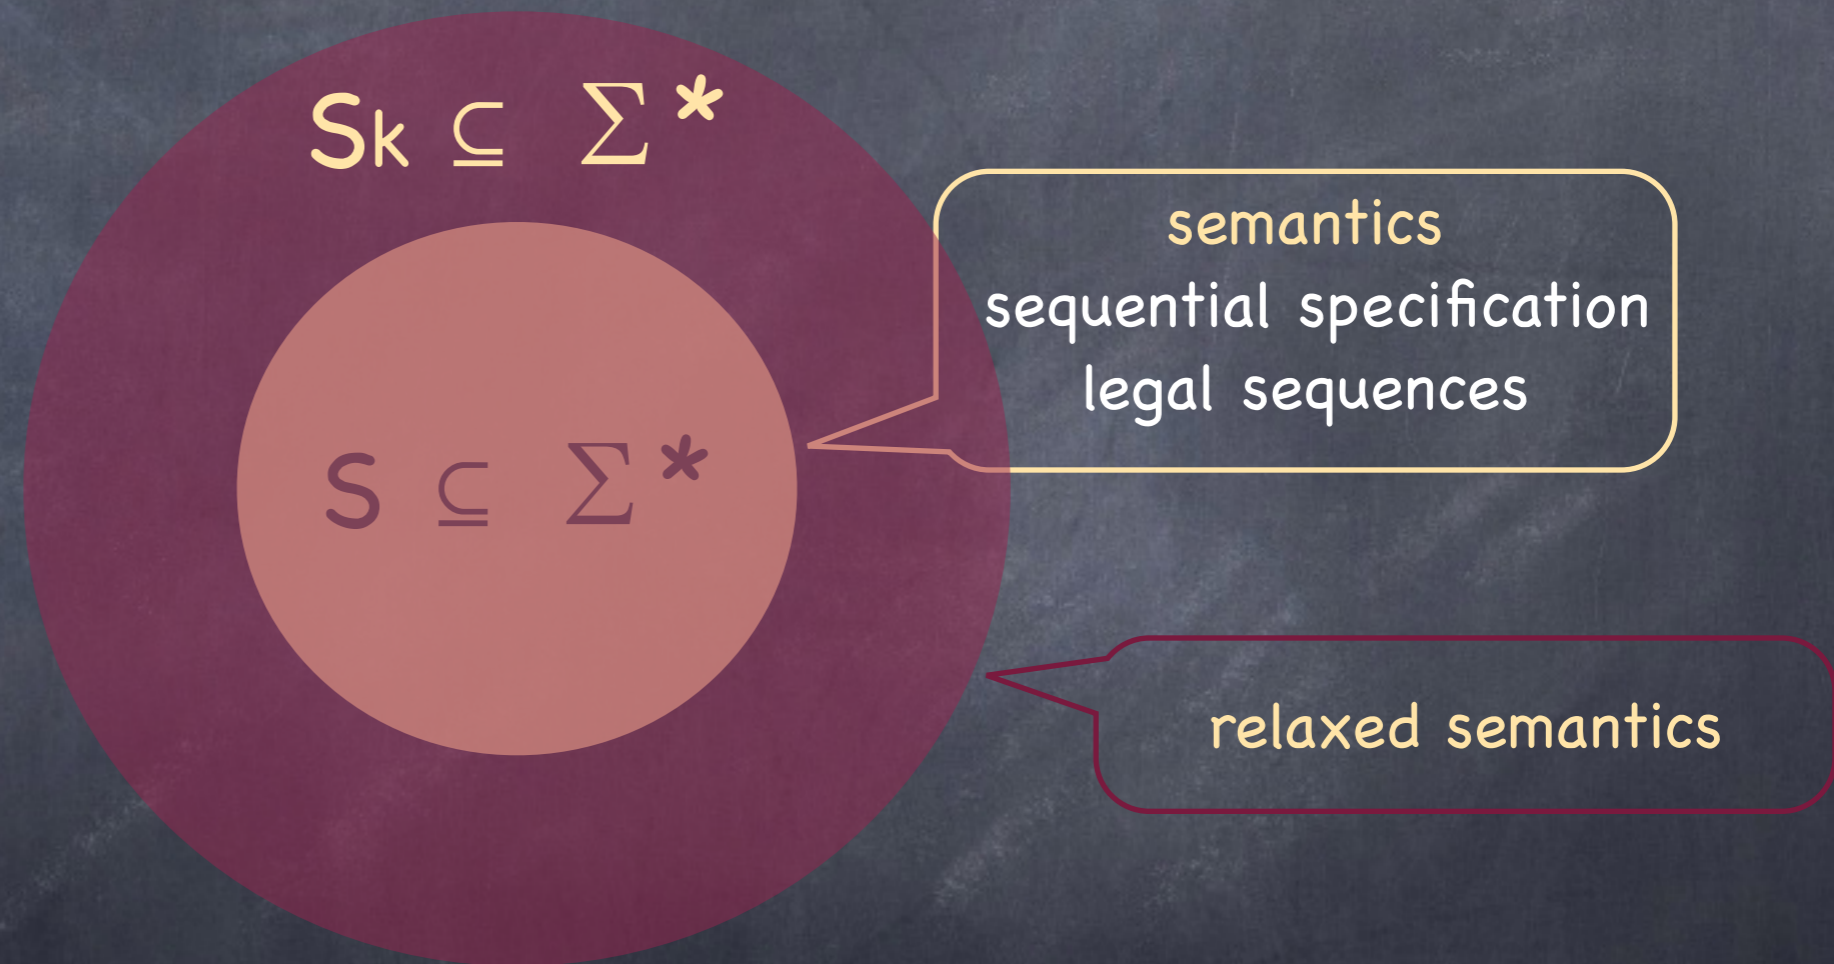 Sk ⊆ Σ*
semantics
sequential specification
legal sequences
S ⊆ Σ*
relaxed semantics